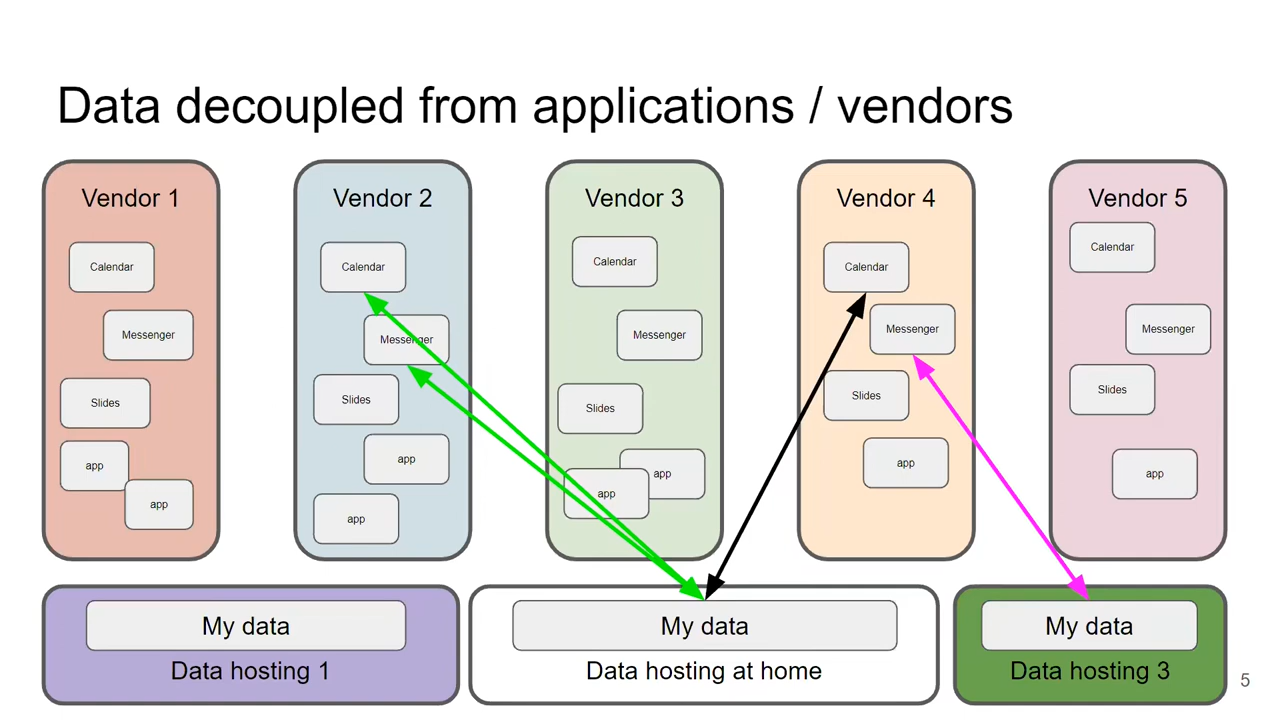 Data decoupled from applications / vendors
Vendor 1
Calendar
Messenger
Slides
app
app
Vendor 2
Calendar
Messenger
Slides
app
app
Vendor 3
Calendar
Messenger
Slides
app
app
Vendor 4
Calendar
Messenger
Slides
app
Vendor 5
Calendar
Messenger
Slides
app
My data
Data hosting 1
My data
Data hosting at home
My data
Data hosting 3
5